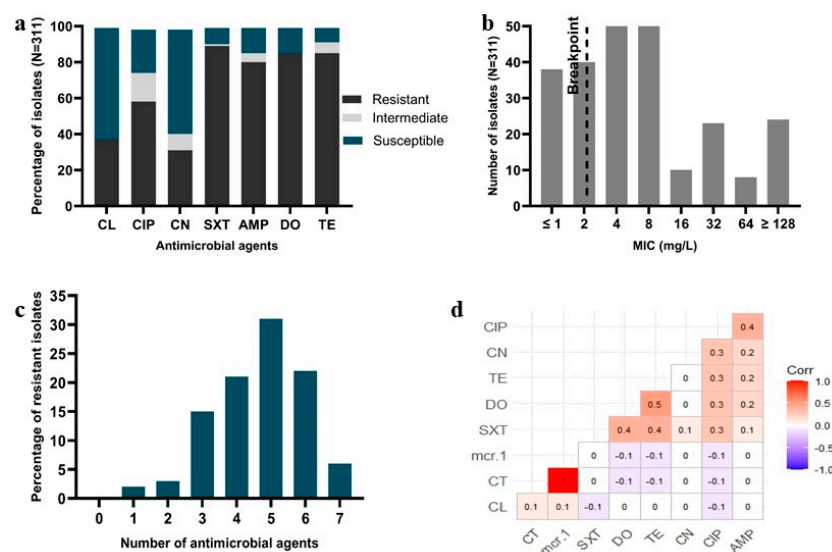 a
Percentage of isolates (N=311)
100
80
60
40
20
0
CL CIP CN SXT AMP DO TE
Antimicrobial agents
Resistant
Intermediate
Susceptible
b
Number of isolates (N=311)
50
40
30
20
10
0
Breakpoint
≤ 1 2 4 8 16 32 64 ≥ 128
MIC (mg/L)
c
Percentage of resistant isolates
35
30
25
20
15
10
5
0
0 1 2 3 4 5 6 7
Number of antimicrobial agents
d
CIP 0.4
CN 0.3 0.2
TE 0 0.3 0.2
DO 0.5 0 0.3 0.2
SXT 0.4 0.4 0.1 0.3 0.1
mcr.1 0 -0.1 -0.1 0 -0.1 0
CT 0 -0.1 -0.1 0 -0.1 0
CL 0.1 0.1 -0.1 0 0 0 -0.1 0
CT mcr.1 SXT DO TE CN CIP AMP
Corr
1.0
0.5
0.0
-0.5
-1.0